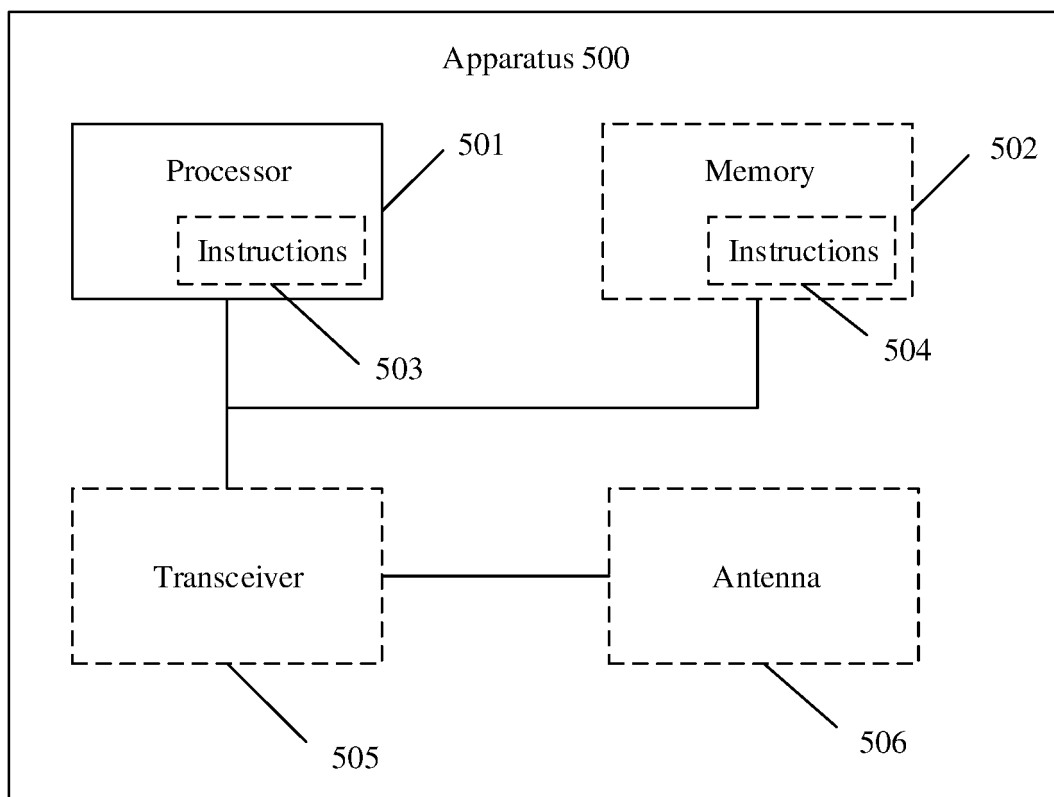 Apparatus 500
501
502
Processor
Memory
Instructions
Instructions
503
504
Transceiver
Antenna
505
506